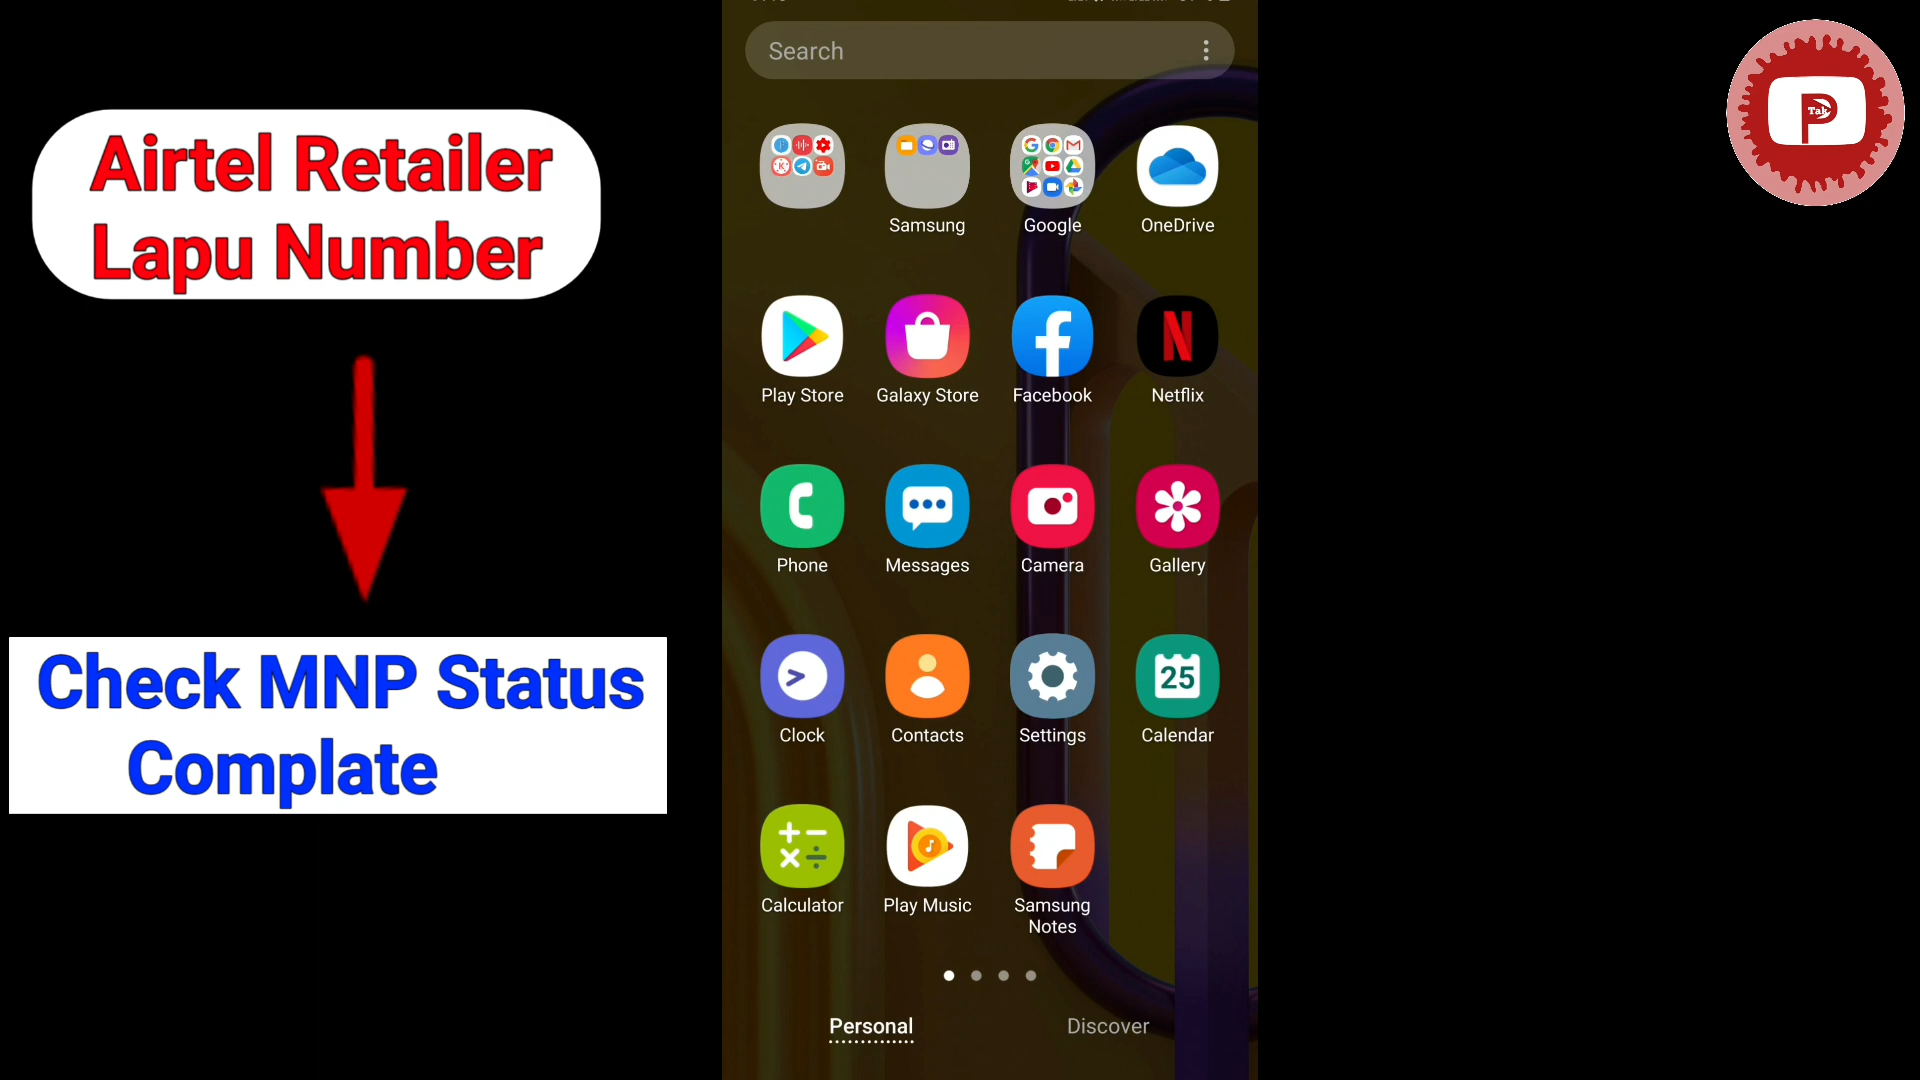 Airtel Retailer
Lapu Number
Check MNP Status
Complate
Search
Tak
P
Samsung
Google
OneDrive
Play Store
Galaxy Store
Facebook
Netflix
Phone
Messages
Camera
Gallery
Clock
Contacts
Settings
25
Calendar
Calculator
Play Music
Samsung
Notes
Personal
Discover